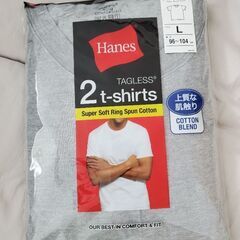 Hanes
TAGLESS®
2 t-shirts
Super Soft Ring Spun Cotton
L
96-104
上質な
肌触り
COTTON
BLEND
OUR BEST-IN COMFORT & FIT